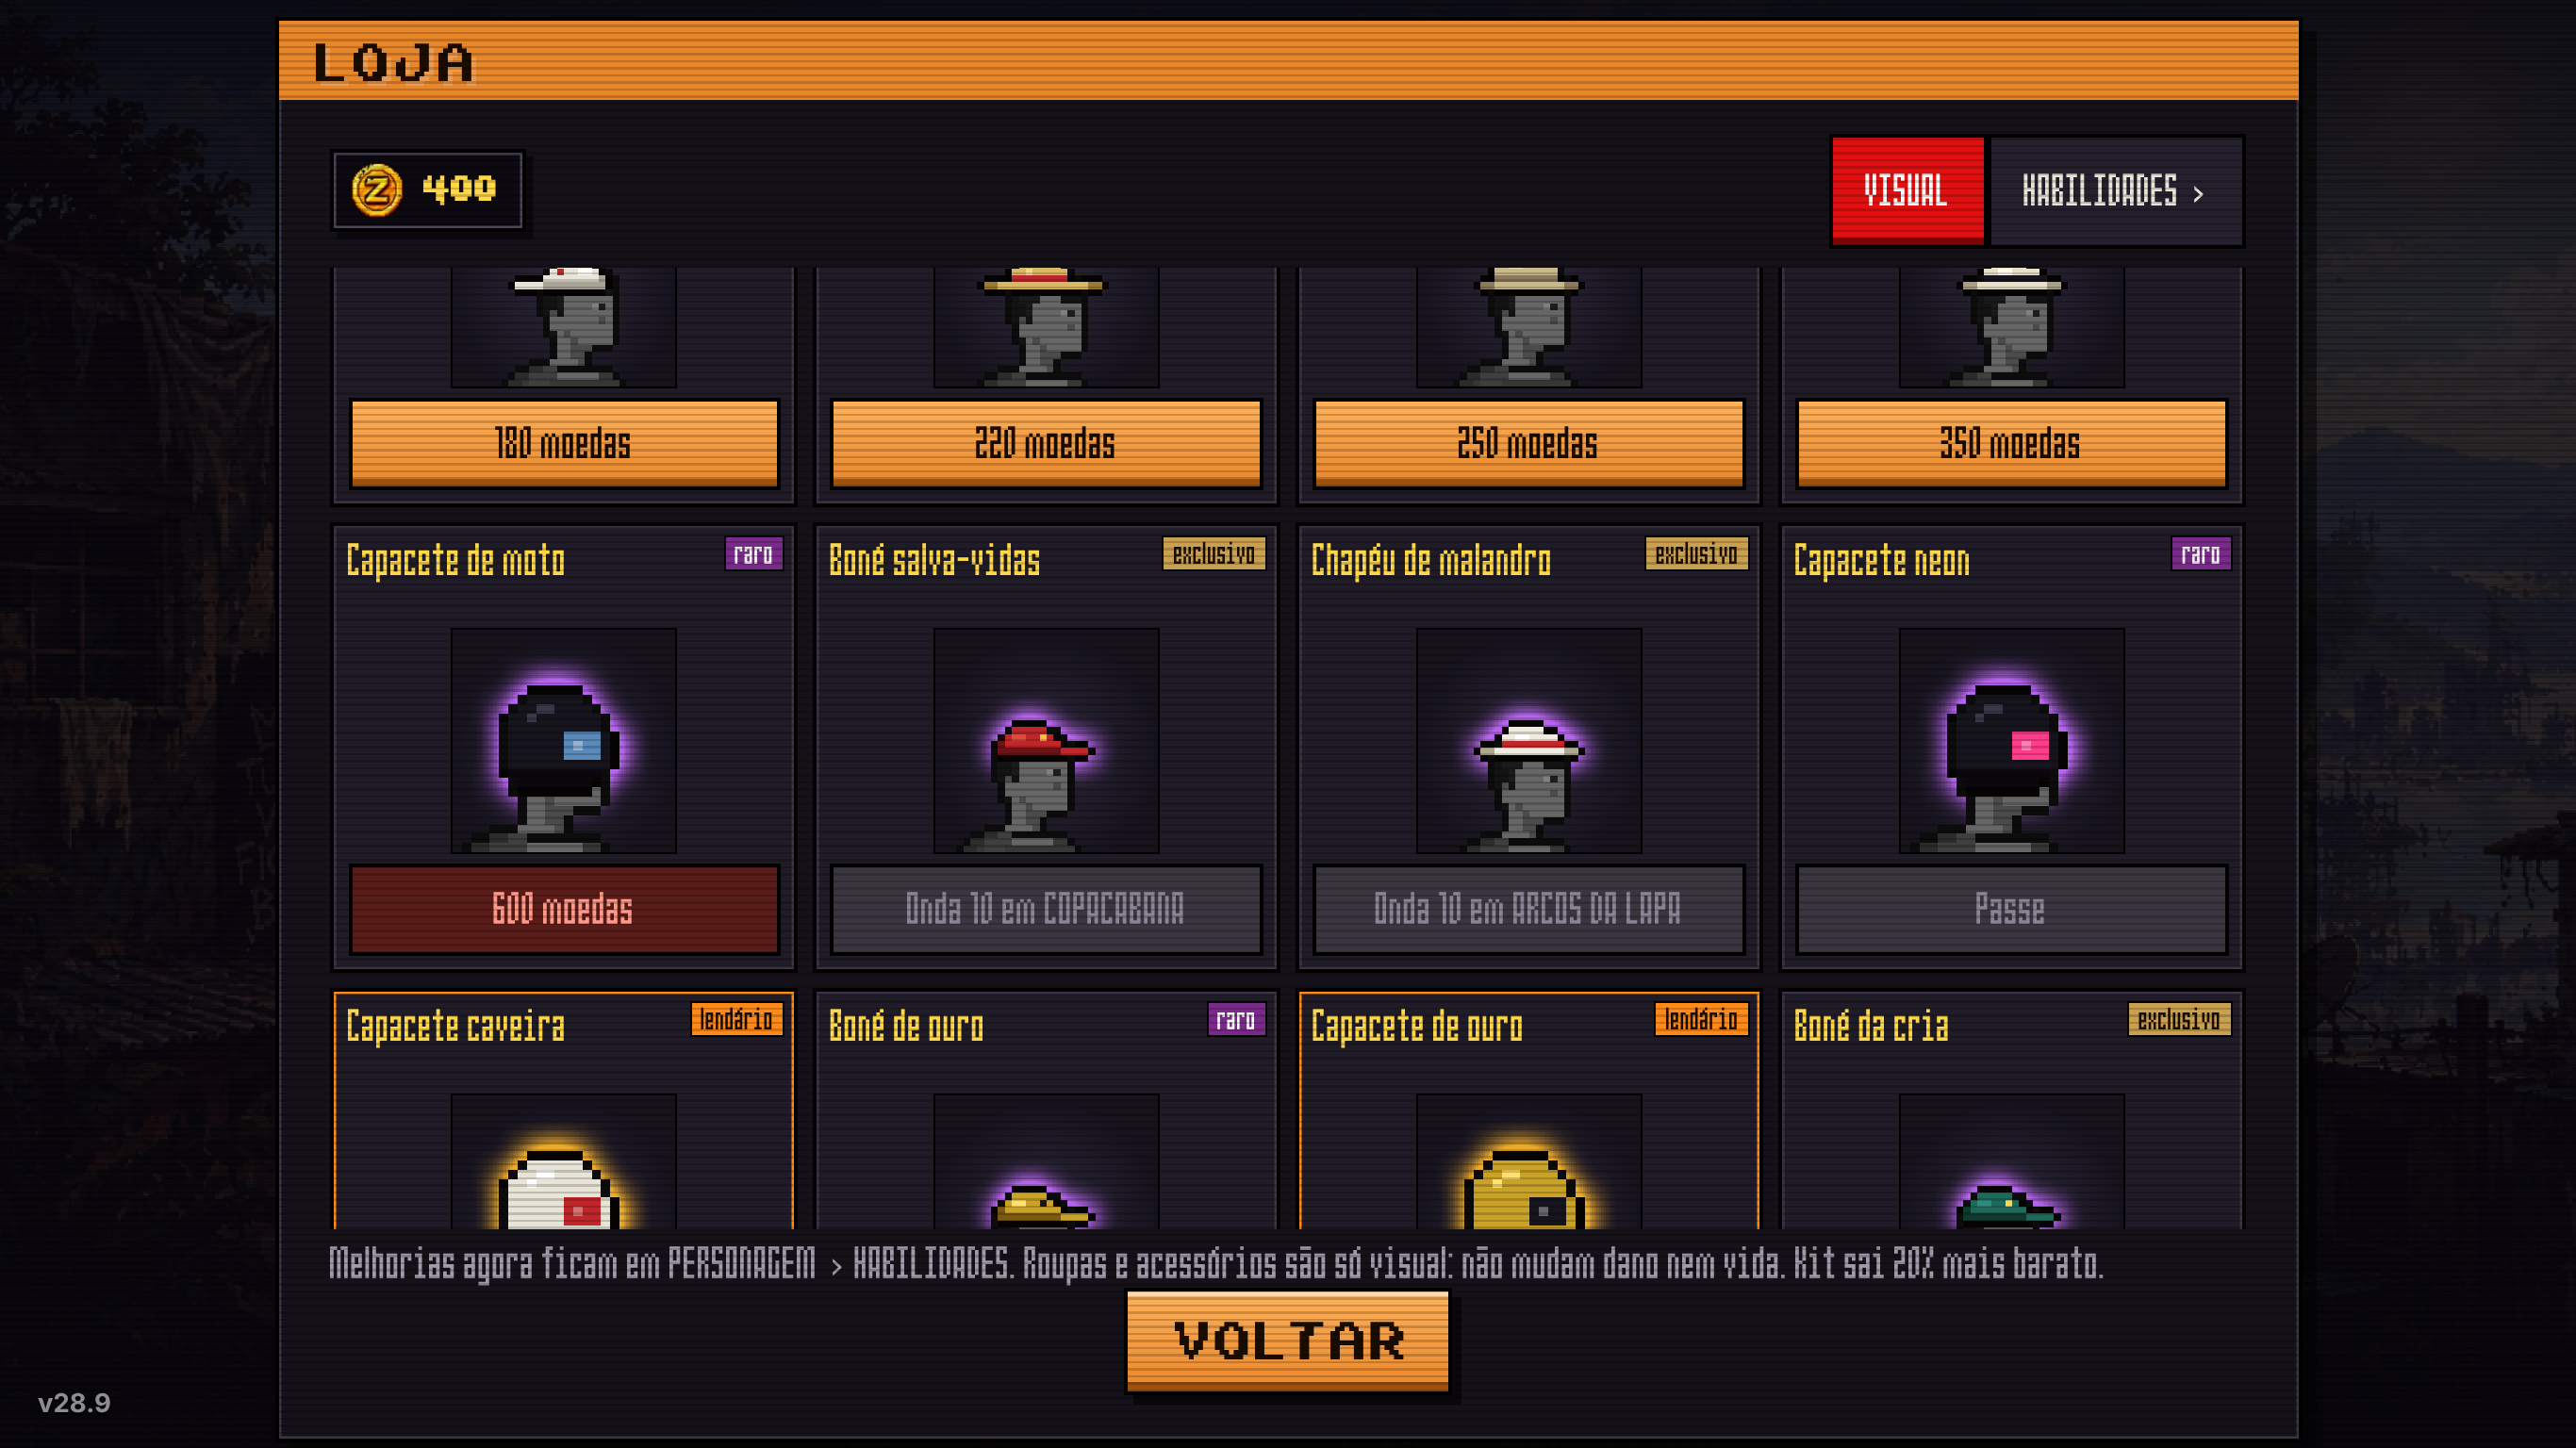 LOJA
400
VISUAL
HABILIDADES ›
180 moedas
220 moedas
250 moedas
350 moedas
Capacete de moto
raro
Boné salva-vidas
exclusivo
Chapéu de malandro
exclusivo
Capacete neon
raro
600 moedas
Onda 10 em COPACABANA
Onda 10 em ARCOS DA LAPA
Passe
Capacete caveira
lendário
Boné de ouro
raro
Capacete de ouro
lendário
Boné da cria
exclusivo
Melhorias agora ficam em PERSONAGEM › HABILIDADES. Roupas e acessórios são só visual: não mudam dano nem vida. Kit sai 20% mais barato.
VOLTAR
v28.9